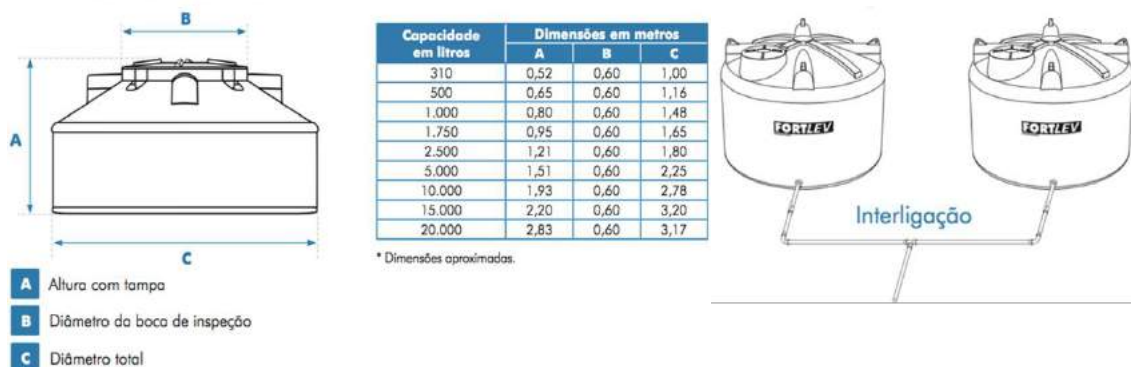 B
A
C
A Altura com tampa
B Diâmetro da boca de inspeção
C Diâmetro total
Capacidade em litros Dimensões em metros
A B C
310 0,52 0,60 1,00
500 0,65 0,60 1,16
1.000 0,80 0,60 1,48
1.750 0,95 0,60 1,65
2.500 1,21 0,60 1,80
5.000 1,51 0,60 2,25
10.000 1,93 0,60 2,78
15.000 2,20 0,60 3,20
20.000 2,83 0,60 3,17
* Dimensões aproximadas.
FORTLEV
FORTLEV
Interligação